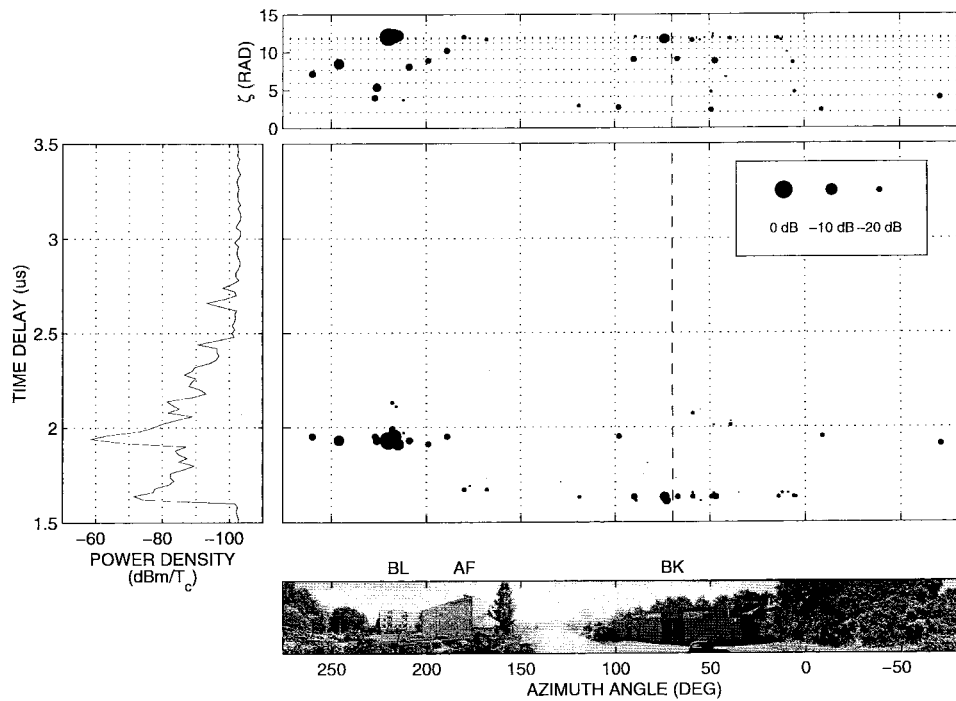 15
10
5
0
ζ (RAD)
3.5
3
2.5
2
1.5
TIME DELAY (us)
−60 −80 −100
POWER DENSITY
(dBm/Tc)
0 dB −10 dB −20 dB
BL AF BK
250 200 150 100 50 0 −50
AZIMUTH ANGLE (DEG)